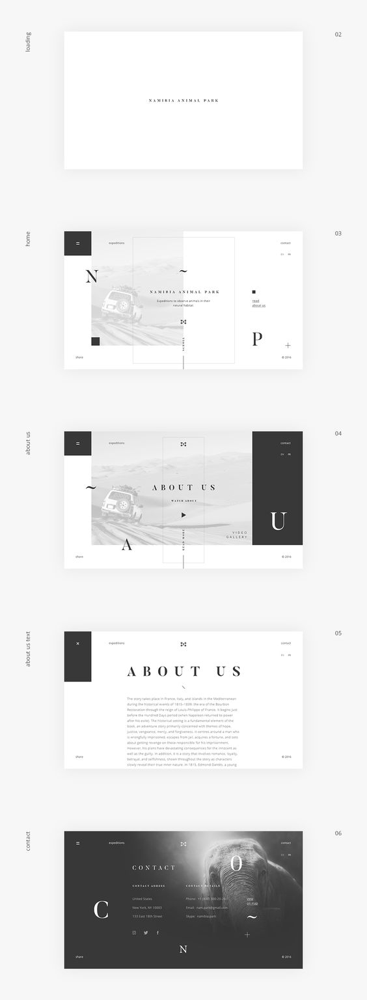 loading
02
NAMIBIA ANIMAL PARK
home
03
expeditions
contact
EN FR
N
~
NAMIBIA ANIMAL PARK
Expeditions to observe animals in their
natural habitat.
read
about us
SCROLL
P
+
share
© 2016
about us
04
expeditions
contact
EN FR
~
ABOUT US
WATCH ABOUT
U
VIDEO
GALLERY
READ MORE
A
share
© 2016
about us text
05
×
expeditions
contact
EN FR
ABOUT US
The story takes place in France, Italy, and islands in the Mediterranean
during the historical events of 1815–1839: the era of the Bourbon
Restoration through the reign of Louis-Philippe of France. It begins just
before the Hundred Days period (when Napoleon returned to power
after his exile). The historical setting is a fundamental element of the
book, an adventure story primarily concerned with themes of hope,
justice, vengeance, mercy, and forgiveness. It centres around a man who
is wrongfully imprisoned, escapes from jail, acquires a fortune, and sets
about getting revenge on those responsible for his imprisonment.
However, his plans have devastating consequences for the innocent as
well as the guilty. In addition, it is a story that involves romance, loyalty,
betrayal, and selfishness, shown throughout the story as characters
slowly reveal their true inner nature. In 1815, Edmond Dantès, a young
share
© 2016
contact
06
expeditions
contact
EN FR
O
CONTACT
CONTACT ADRESS
CONTACT DETAILS
United States
New York, NY 10003
133 East 18th Street
Phone: +1 (800) 300-20-20
Email: nam.park@gmail.com
Skype: namibia.park
view
on map
C
~
+
N
share
© 2016